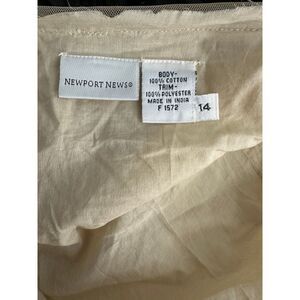 NEWPORT NEWS®
BODY-
100% COTTON
TRIM-
100% POLYESTER
MADE IN INDIA
F 1572
14